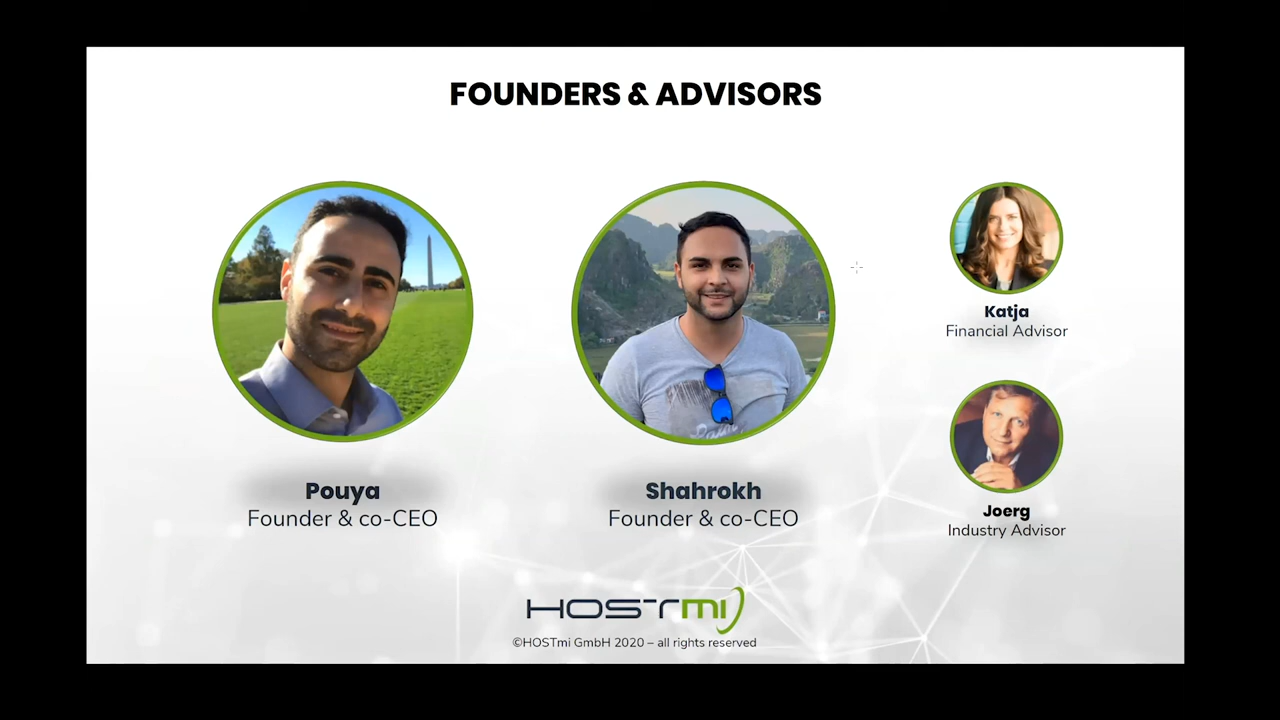 FOUNDERS & ADVISORS
Pouya
Founder & co-CEO
Shahrokh
Founder & co-CEO
Katja
Financial Advisor
Joerg
Industry Advisor
HOSTmi
©HOSTmi GmbH 2020 – all rights reserved